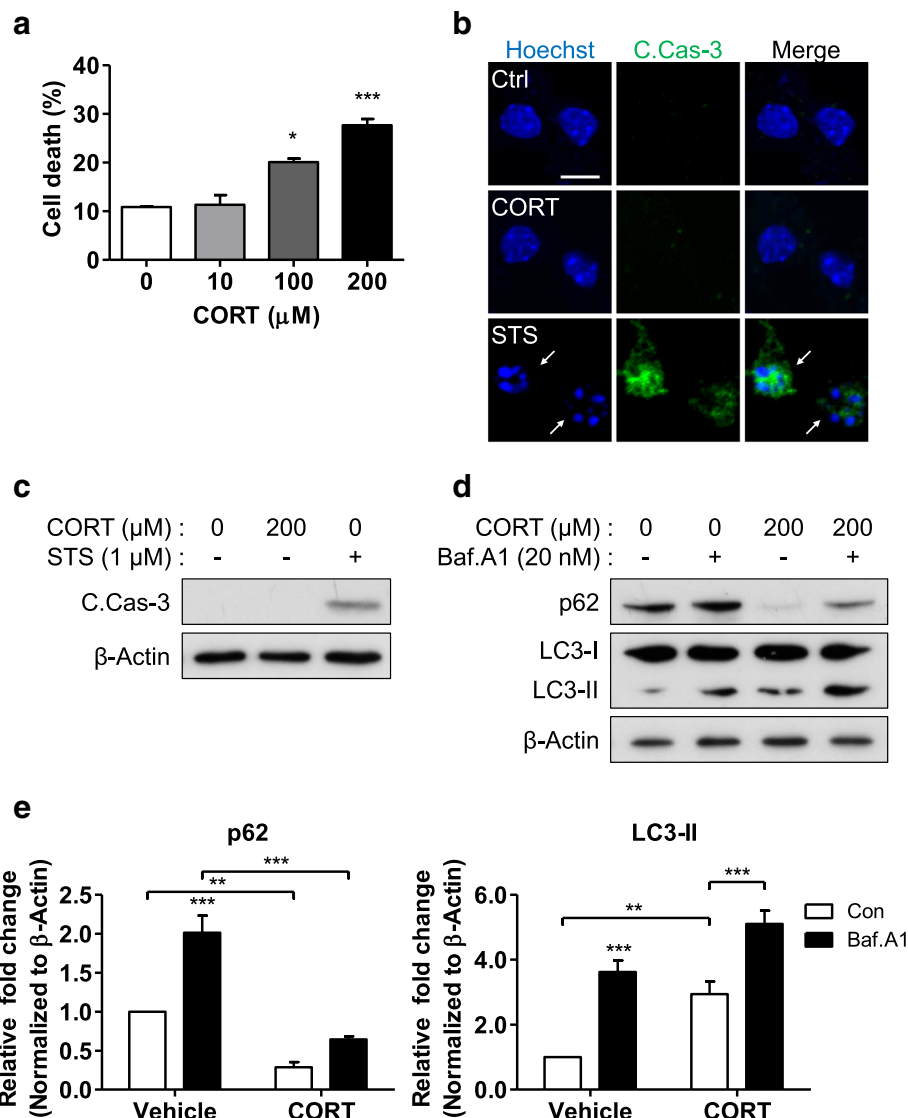 a
Cell death (%)
40
30
20
10
0
*
***
0 10 100 200
CORT (μM)
b
Hoechst C.Cas-3 Merge
Ctrl
CORT
STS
c
CORT (μM) : 0 200 0
STS (1 μM) : - - +
C.Cas-3
β-Actin
d
CORT (μM) : 0 0 200 200
Baf.A1 (20 nM) : - + - +
p62
LC3-I
LC3-II
β-Actin
e
p62
Relative fold change
(Normalized to β-Actin)
2.5
2.0
1.5
1.0
0.5
0.0
***
**
***
Vehicle CORT
LC3-II
Relative fold change
(Normalized to β-Actin)
6.0
4.0
2.0
0.0
***
**
***
Vehicle CORT
Con
Baf.A1